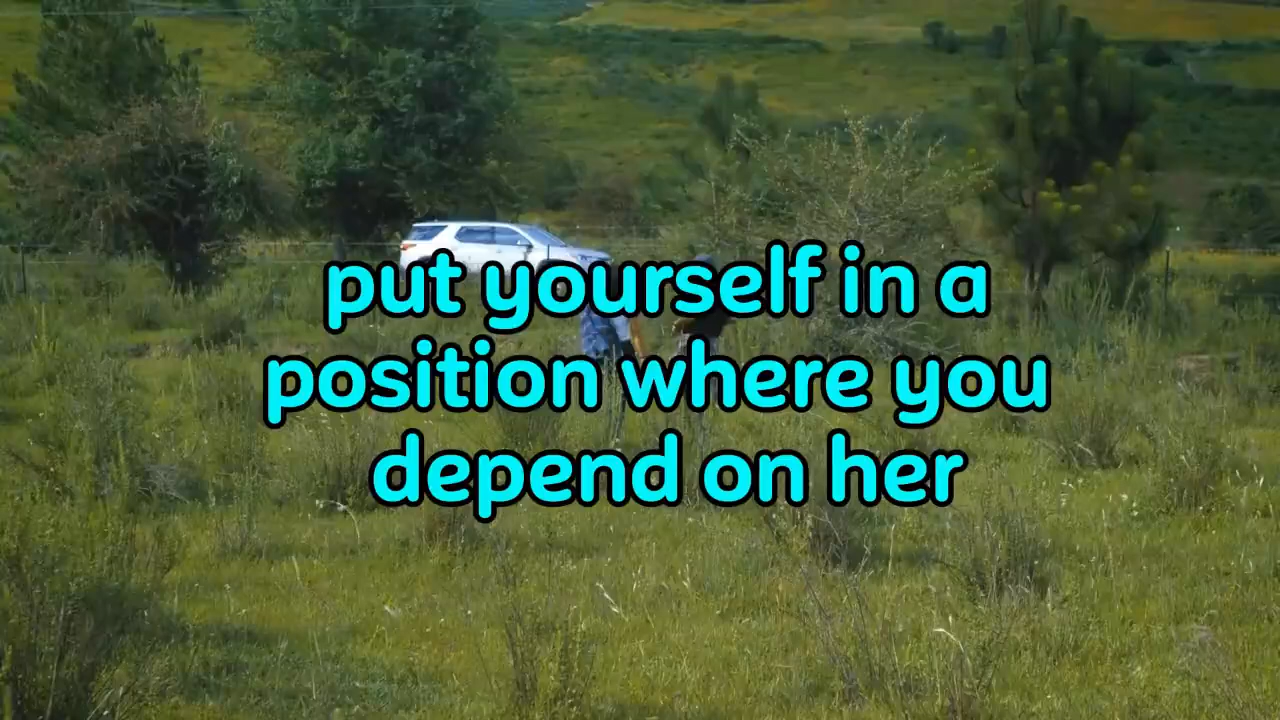 put yourself in a
position where you
depend on her